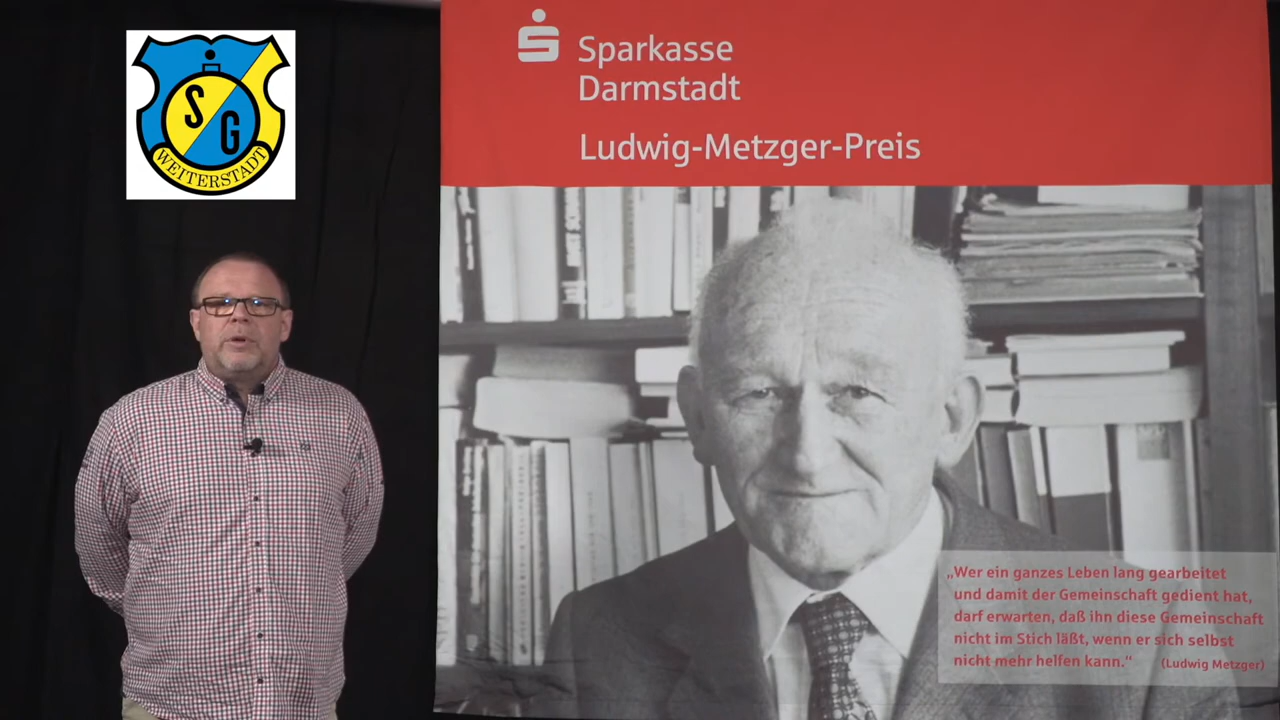 SG
WEITERSTADT
Sparkasse
Darmstadt
Ludwig-Metzger-Preis
„Wer ein ganzes Leben lang gearbeitet
und damit der Gemeinschaft gedient hat,
darf erwarten, daß ihn diese Gemeinschaft
nicht im Stich läßt, wenn er sich selbst
nicht mehr helfen kann.“ (Ludwig Metzger)